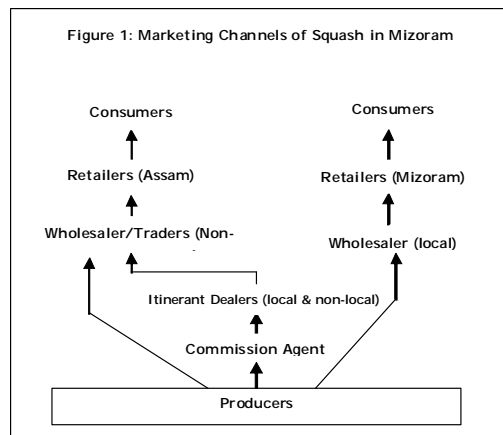 Figure 1: Marketing Channels of Squash in Mizoram
Consumers
Consumers
Retailers (Assam)
Retailers (Mizoram)
Wholesaler/Traders (Non-
Wholesaler (local)
Itinerant Dealers (local & non-local)
Commission Agent
Producers